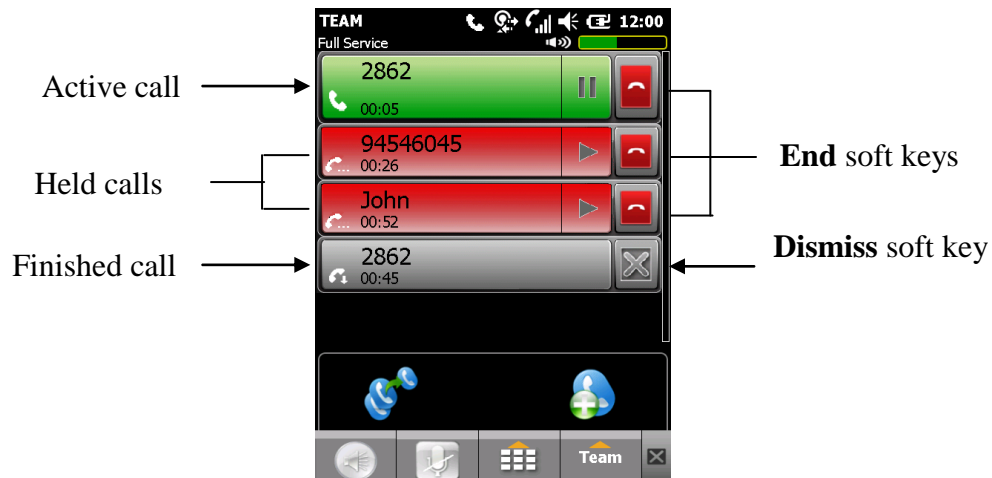 TEAM 12:00
Full Service
Active call
2862
00:05
94546045
00:26
End soft keys
Held calls
John
00:52
Finished call
2862
00:45
Dismiss soft key
Team